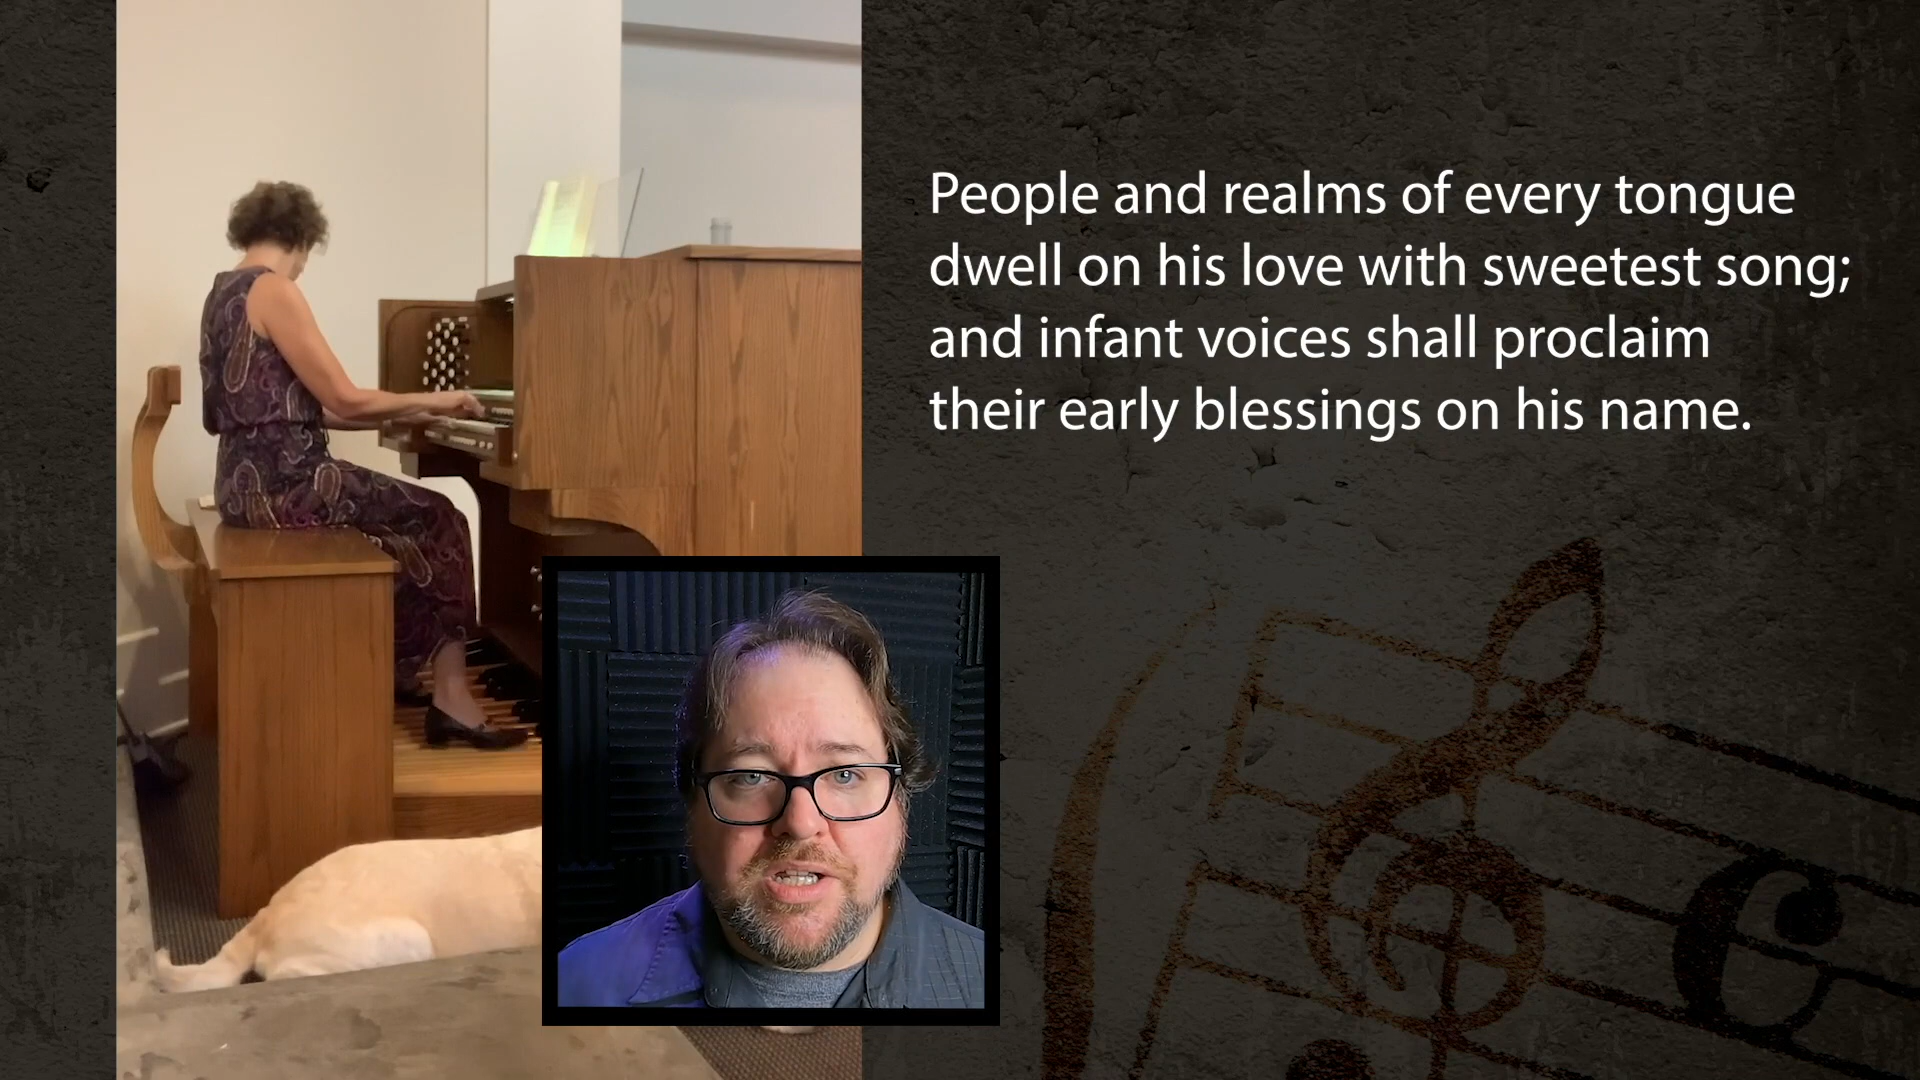 People and realms of every tongue
dwell on his love with sweetest song;
and infant voices shall proclaim
their early blessings on his name.